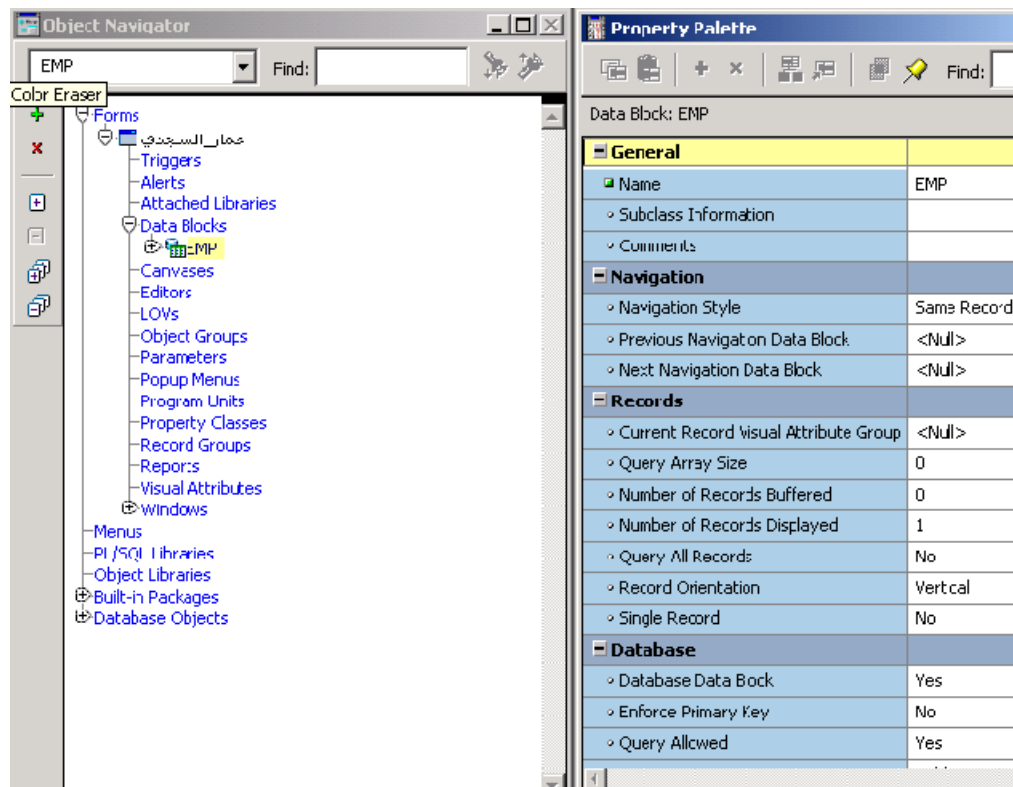 Object Navigator
EMP
Find:
Color Eraser
Forms
عمار_السجدي
Triggers
Alerts
Attached Libraries
Data Blocks
EMP
Canvases
Editors
LOVs
Object Groups
Parameters
Popup Menus
Program Units
Property Classes
Record Groups
Reports
Visual Attributes
Windows
Menus
PL/SQL Libraries
Object Libraries
Built-in Packages
Database Objects
Property Palette
Find:
Data Block: EMP
General
Name EMP
Subclass Information
Comments
Navigation
Navigation Style Same Record
Previous Navigation Data Block <Null>
Next Navigation Data Block <Null>
Records
Current Record Visual Attribute Group <Null>
Query Array Size 0
Number of Records Buffered 0
Number of Records Displayed 1
Query All Records No
Record Orientation Vertical
Single Record No
Database
Database Data Block Yes
Enforce Primary Key No
Query Allowed Yes